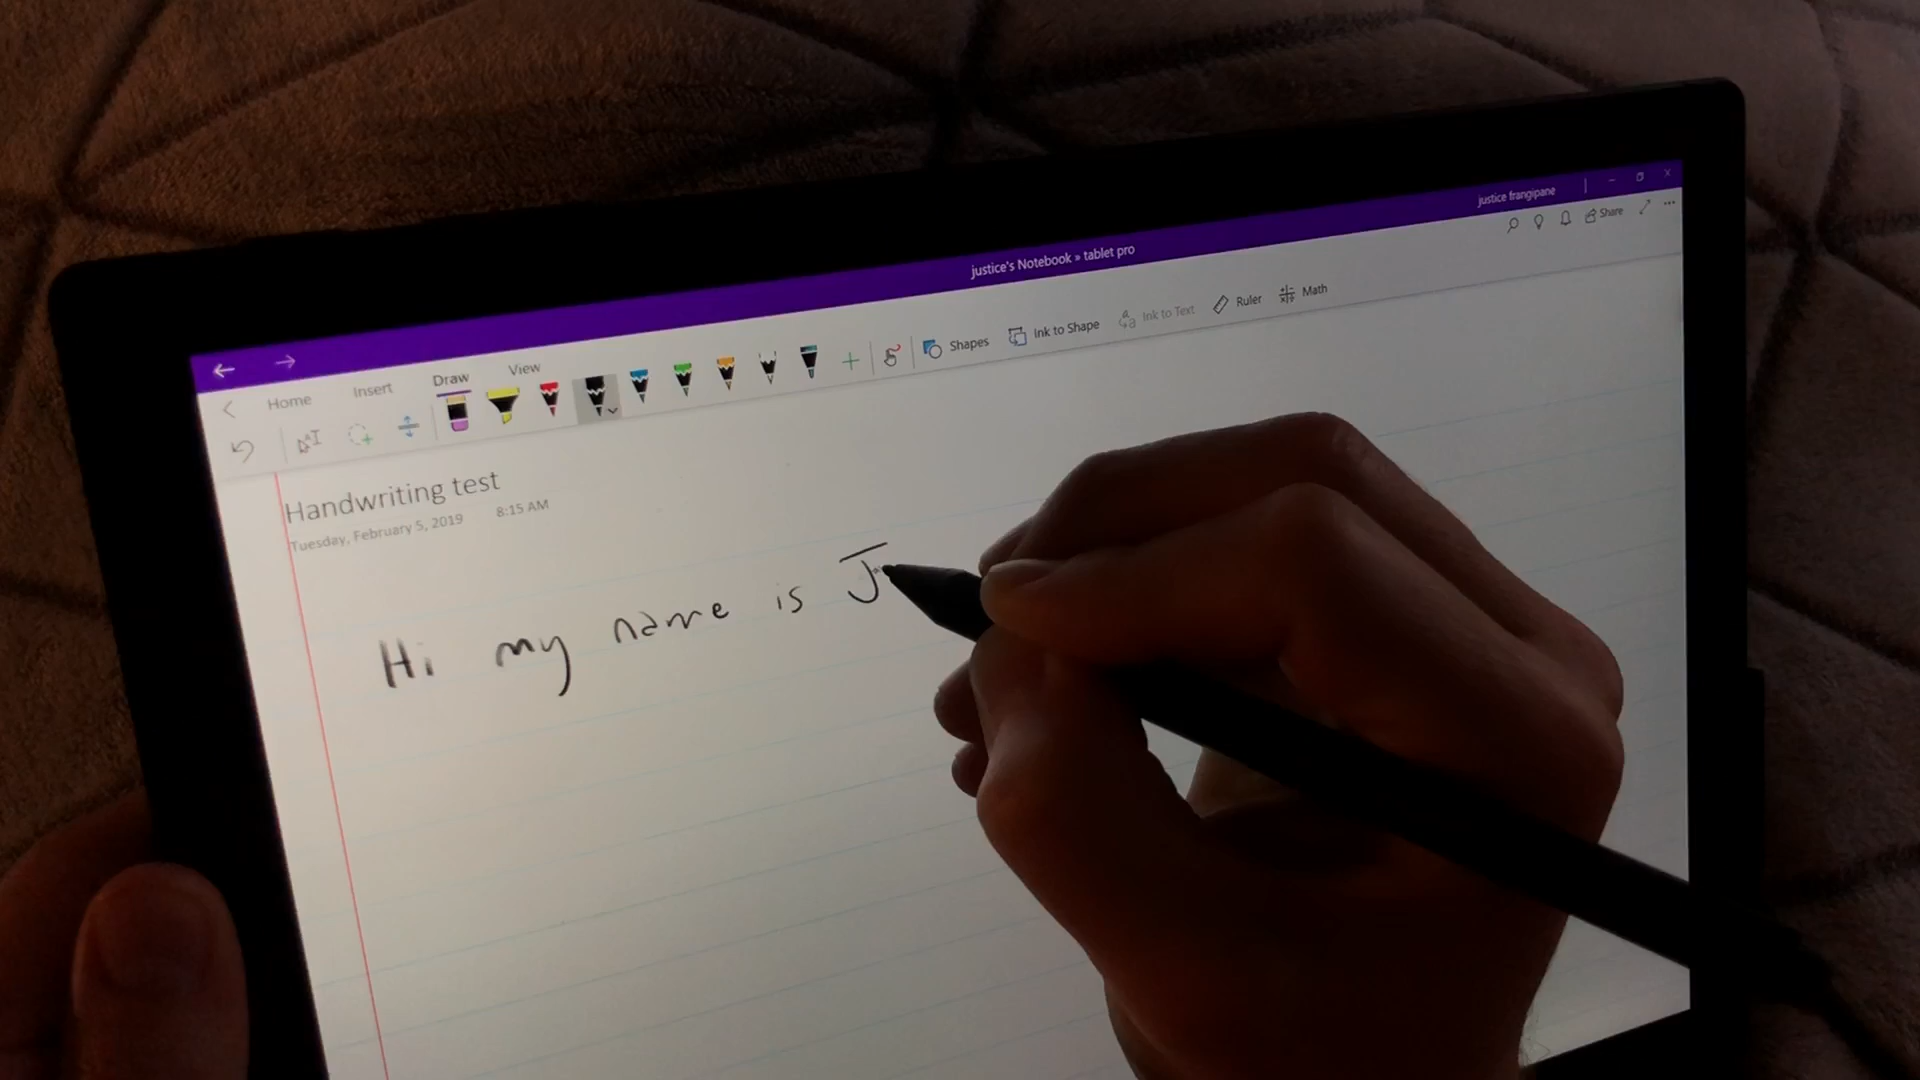 justice frangipane
justice's Notebook » tablet pro
Share
Home Insert Draw View
Shapes Ink to Shape Ink to Text Ruler Math
Handwriting test
Tuesday, February 5, 2019 8:15 AM
Hi my name is J